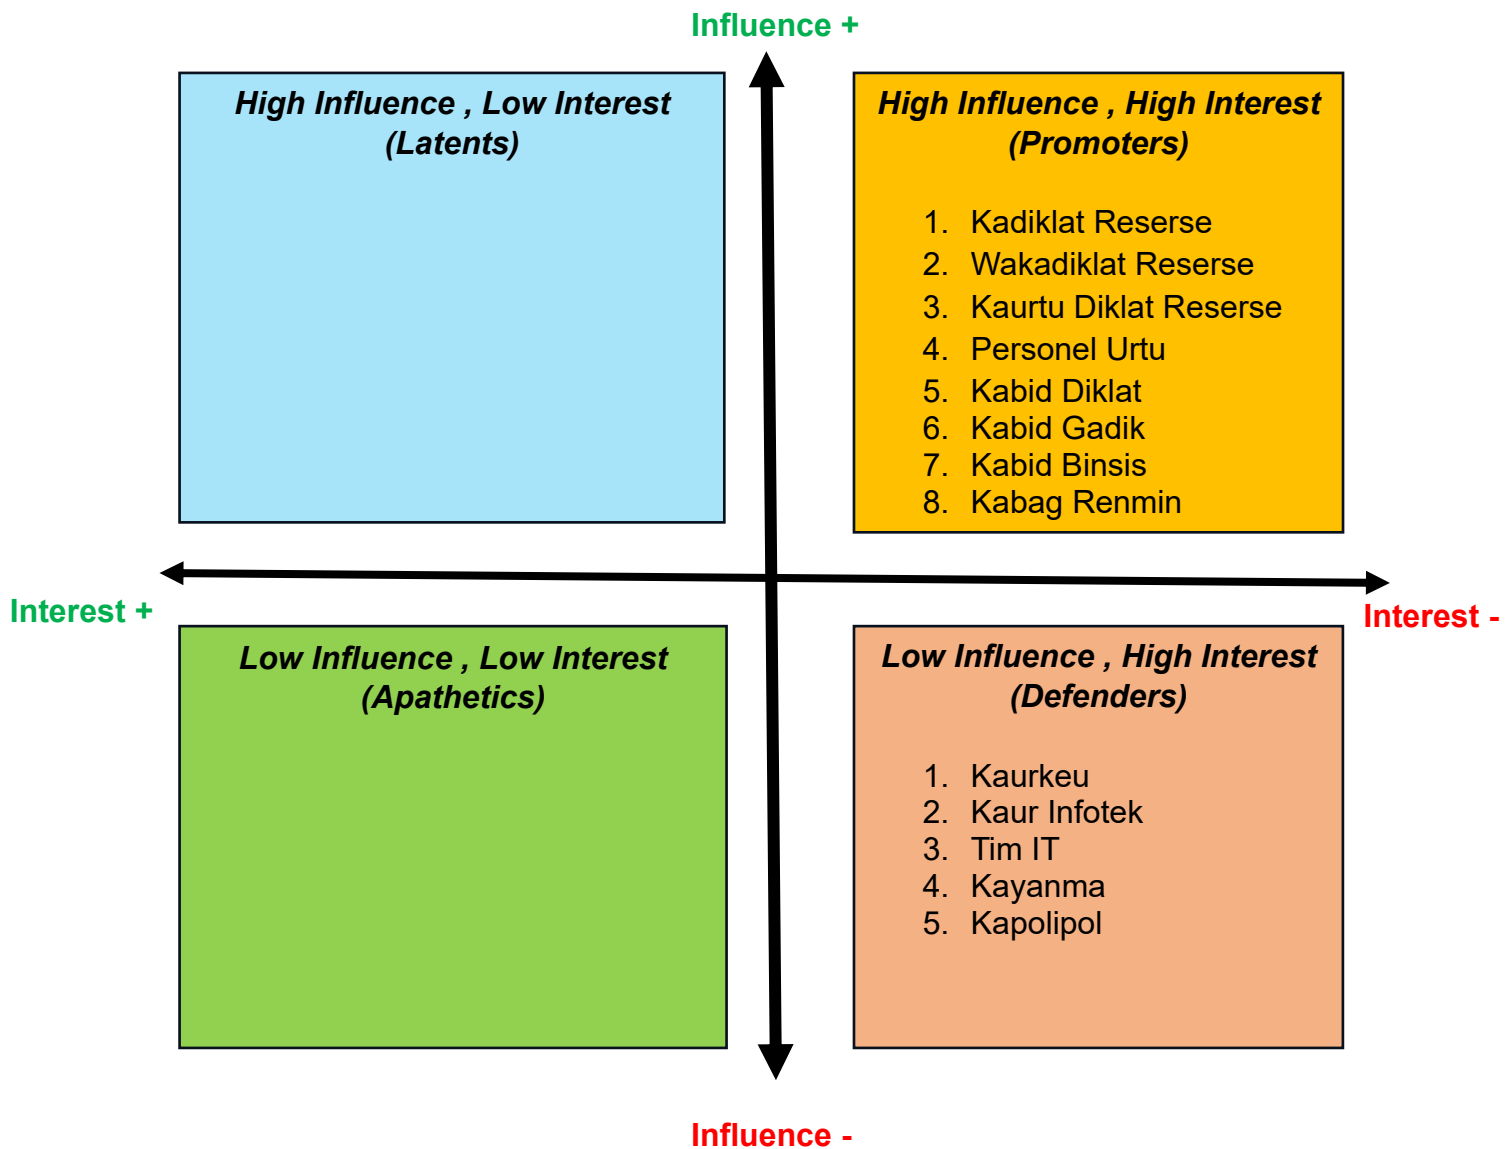 Influence +
High Influence , Low Interest
(Latents)
High Influence , High Interest
(Promoters)
1. Kadiklat Reserse
2. Wakadiklat Reserse
3. Kaurtu Diklat Reserse
4. Personel Urtu
5. Kabid Diklat
6. Kabid Gadik
7. Kabid Binsis
8. Kabag Renmin
Interest +
Interest -
Low Influence , Low Interest
(Apathetics)
Low Influence , High Interest
(Defenders)
1. Kaurkeu
2. Kaur Infotek
3. Tim IT
4. Kayanma
5. Kapolipol
Influence -